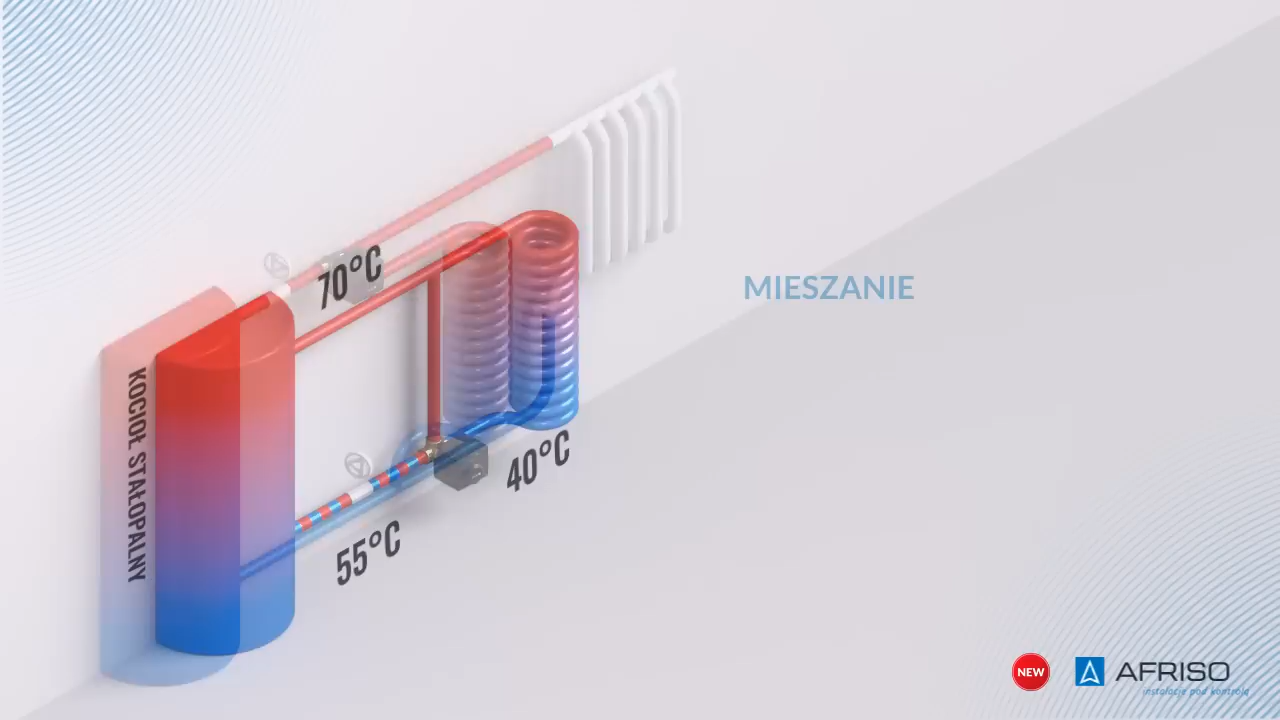 70°C
MIESZANIE
KOCIOŁ STAŁOPALNY
40°C
55°C
NEW
AFRISO
instalacje pod kontrolą